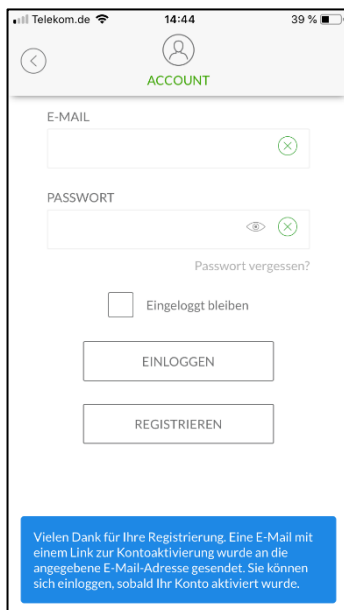 Telekom.de 14:44 39 %
ACCOUNT
E-MAIL
PASSWORT
Passwort vergessen?
Eingeloggt bleiben
EINLOGGEN
REGISTRIEREN
Vielen Dank für Ihre Registrierung. Eine E-Mail mit
einem Link zur Kontoaktivierung wurde an die
angegebene E-Mail-Adresse gesendet. Sie können
sich einloggen, sobald Ihr Konto aktiviert wurde.